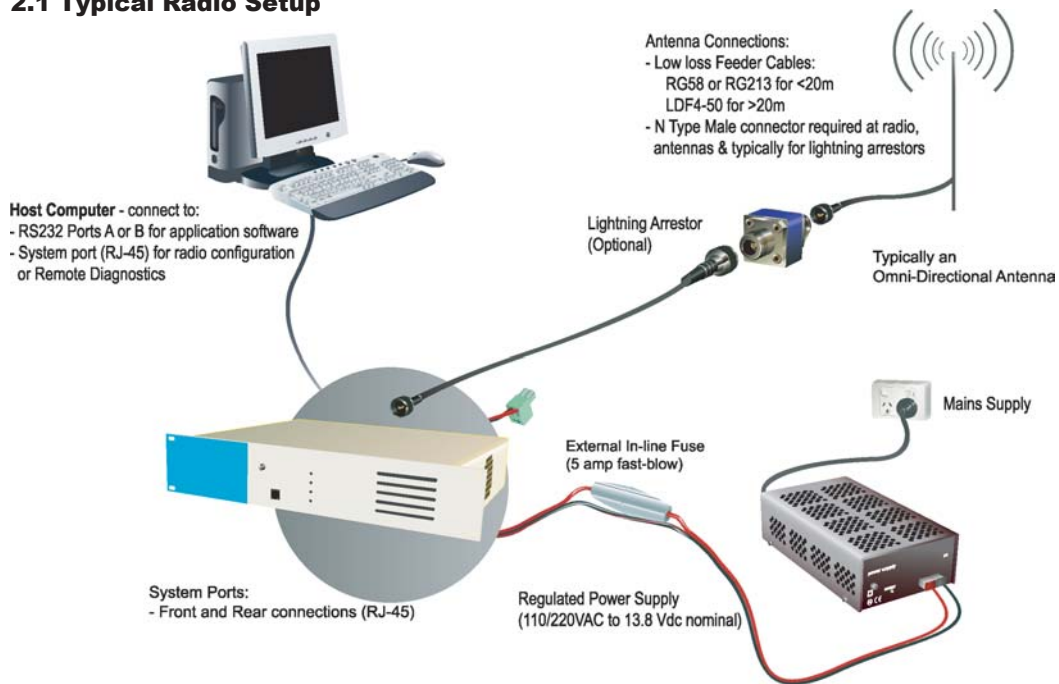 2.1 Typical Radio Setup
Antenna Connections:
- Low loss Feeder Cables:
RG58 or RG213 for <20m
LDF4-50 for >20m
- N Type Male connector required at radio,
antennas & typically for lightning arrestors
Host Computer - connect to:
- RS232 Ports A or B for application software
- System port (RJ-45) for radio configuration
or Remote Diagnostics
Lightning Arrestor
(Optional)
Typically an
Omni-Directional Antenna
Mains Supply
External In-line Fuse
(5 amp fast-blow)
System Ports:
- Front and Rear connections (RJ-45)
Regulated Power Supply
(110/220VAC to 13.8 Vdc nominal)
power supply